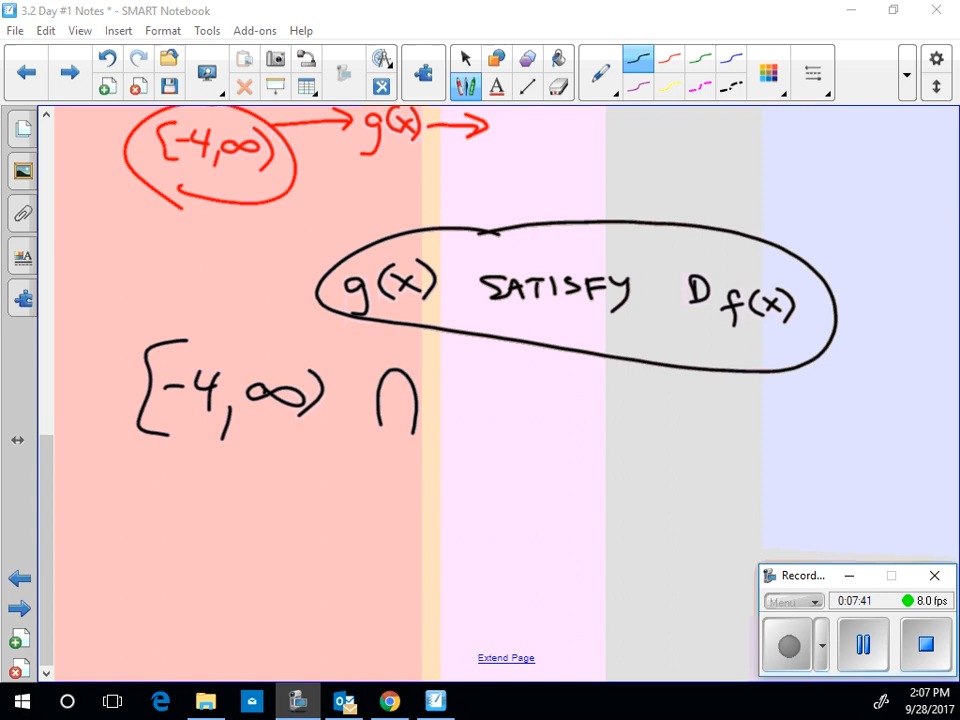 3.2 Day #1 Notes * - SMART Notebook
File Edit View Insert Format Tools Add-ons Help
[-4,∞) → g(x) →
g(x) SATISFY D f(x)
[-4,∞) ∩
Extend Page
Record...
Menu 0:07:41 8.0 fps
2:07 PM
9/28/2017